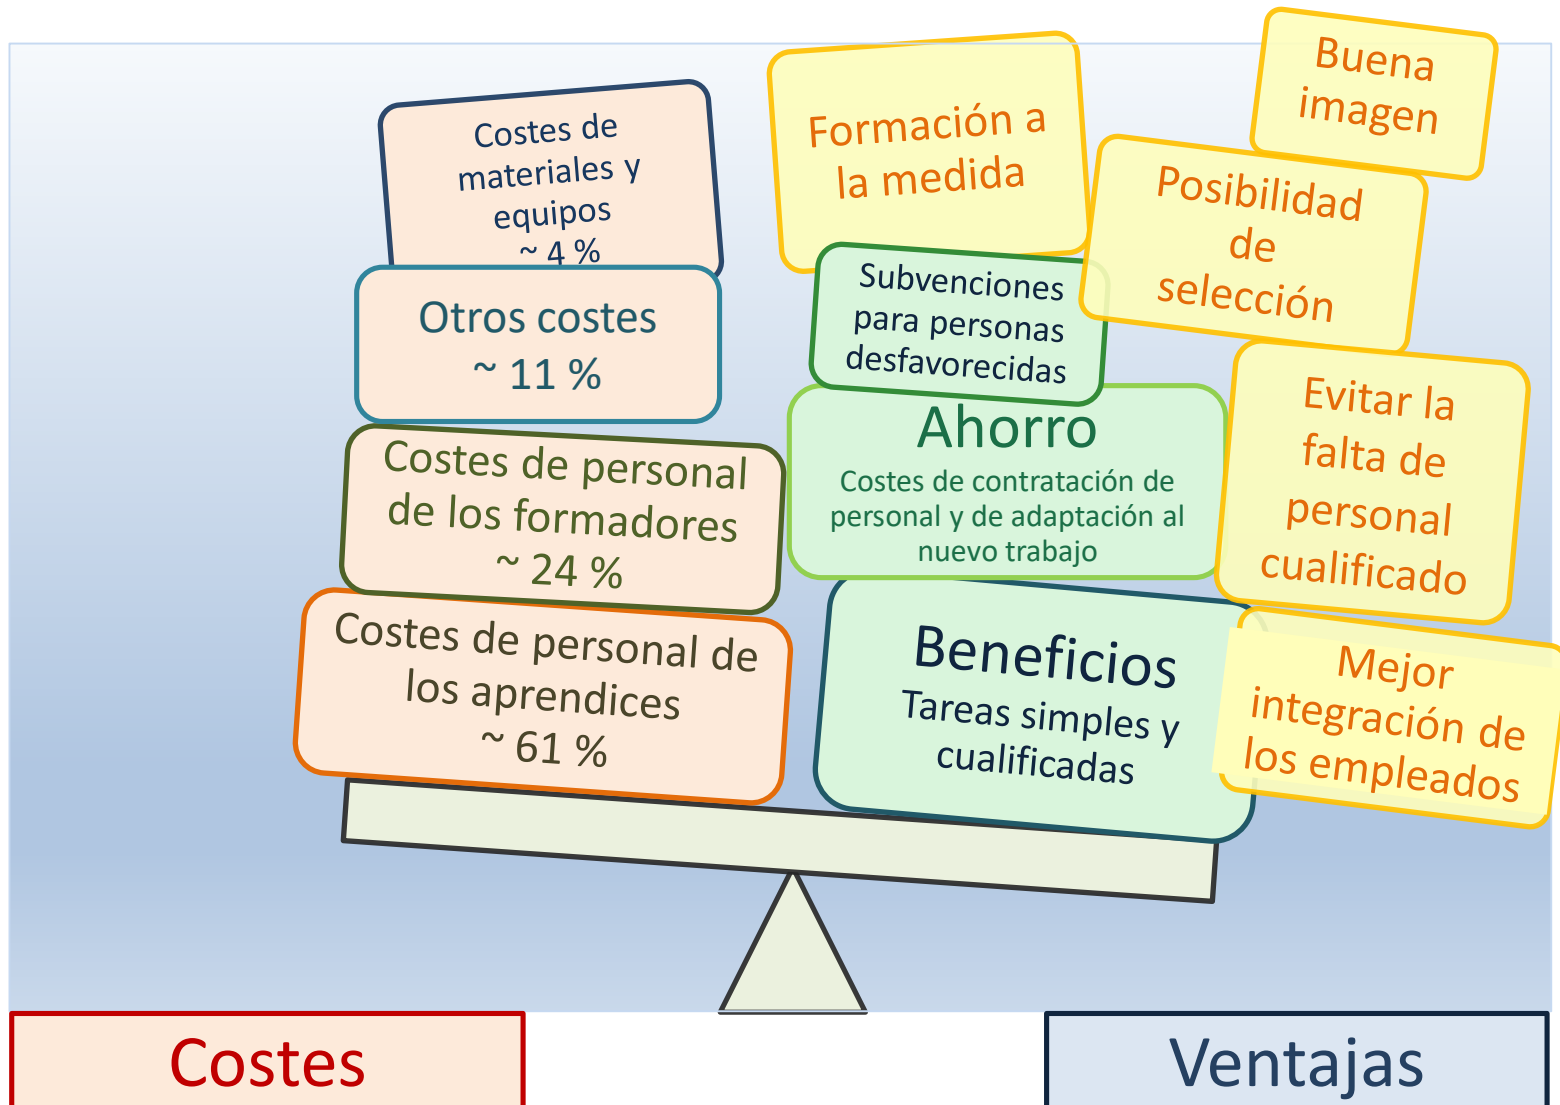 Costes de
materiales y
equipos
~ 4 %
Otros costes
~ 11 %
Costes de personal
de los formadores
~ 24 %
Costes de personal de
los aprendices
~ 61 %
Formación a
la medida
Subvenciones
para personas
desfavorecidas
Ahorro
Costes de contratación de
personal y de adaptación al
nuevo trabajo
Beneficios
Tareas simples y
cualificadas
Buena
imagen
Posibilidad
de
selección
Evitar la
falta de
personal
cualificado
Mejor
integración de
los empleados
Costes
Ventajas